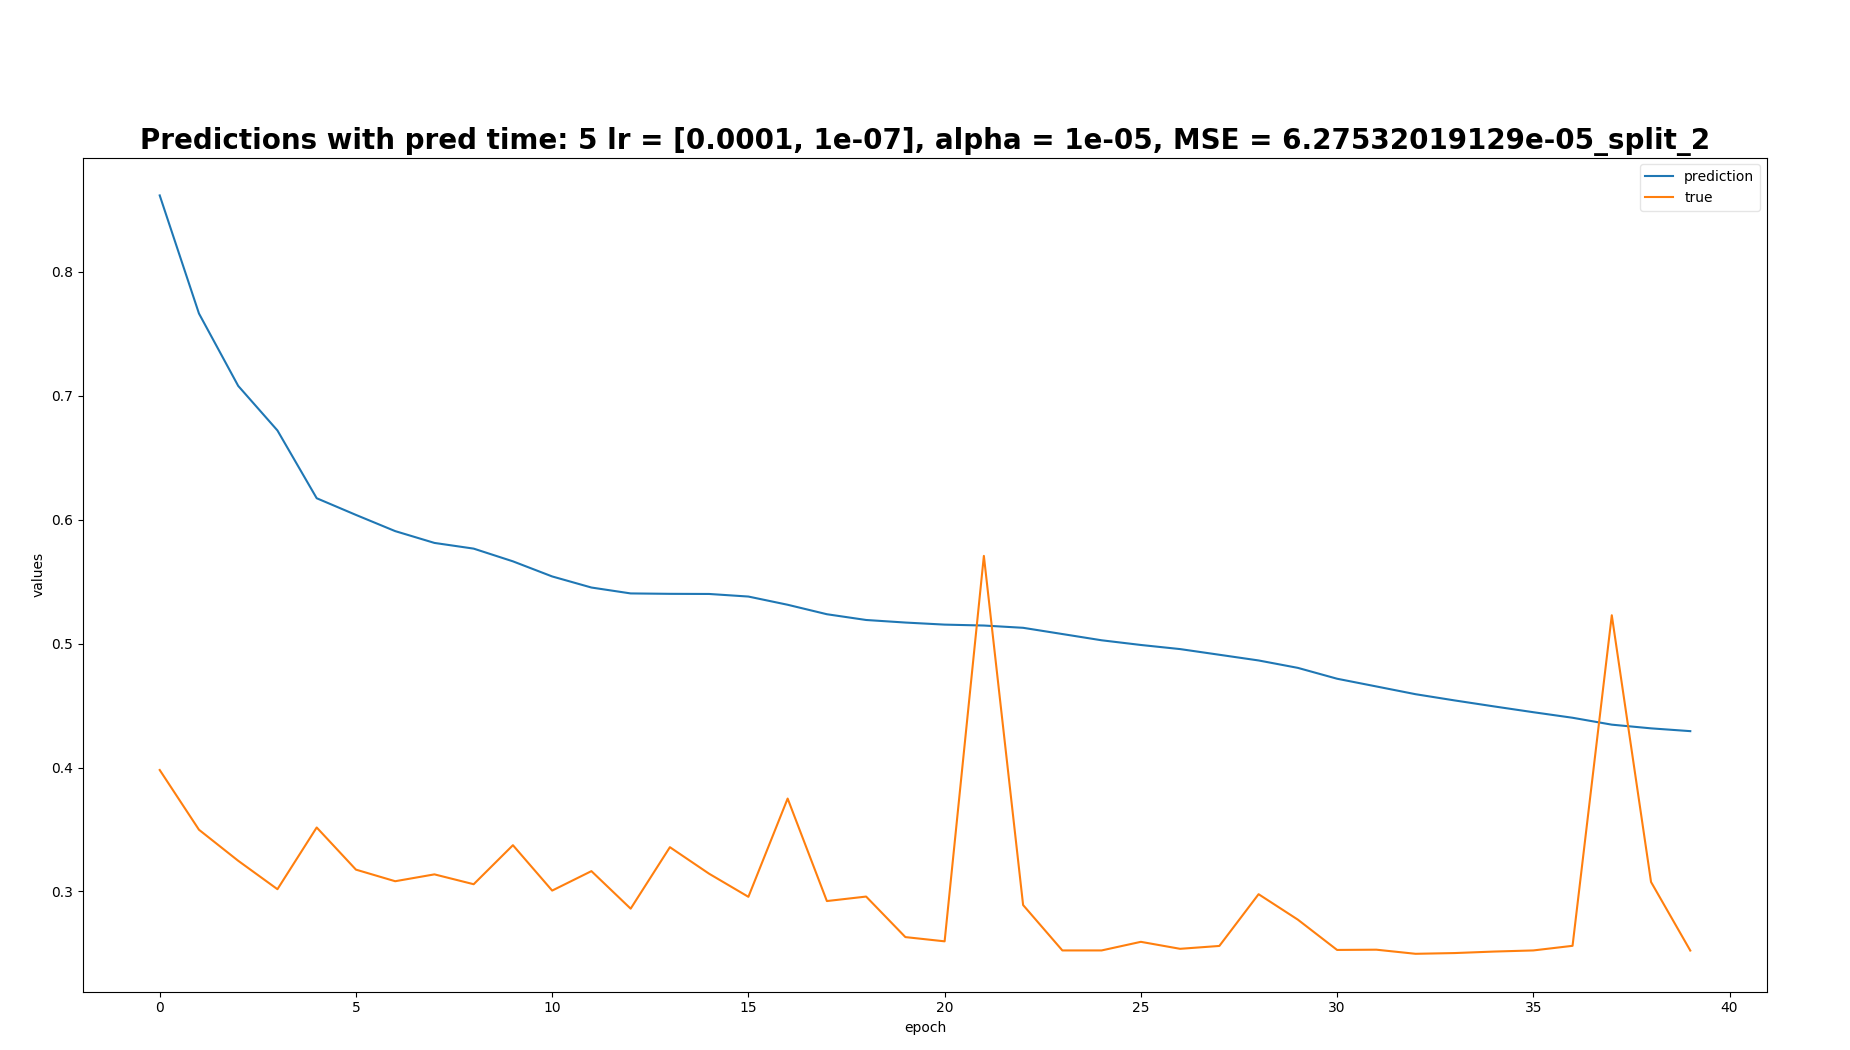 Predictions with pred time: 5 lr = [0.0001, 1e-07], alpha = 1e-05, MSE = 6.27532019129e-05_split_2
prediction
true
values
0.8
0.7
0.6
0.5
0.4
0.3
0 5 10 15 20 25 30 35 40
epoch